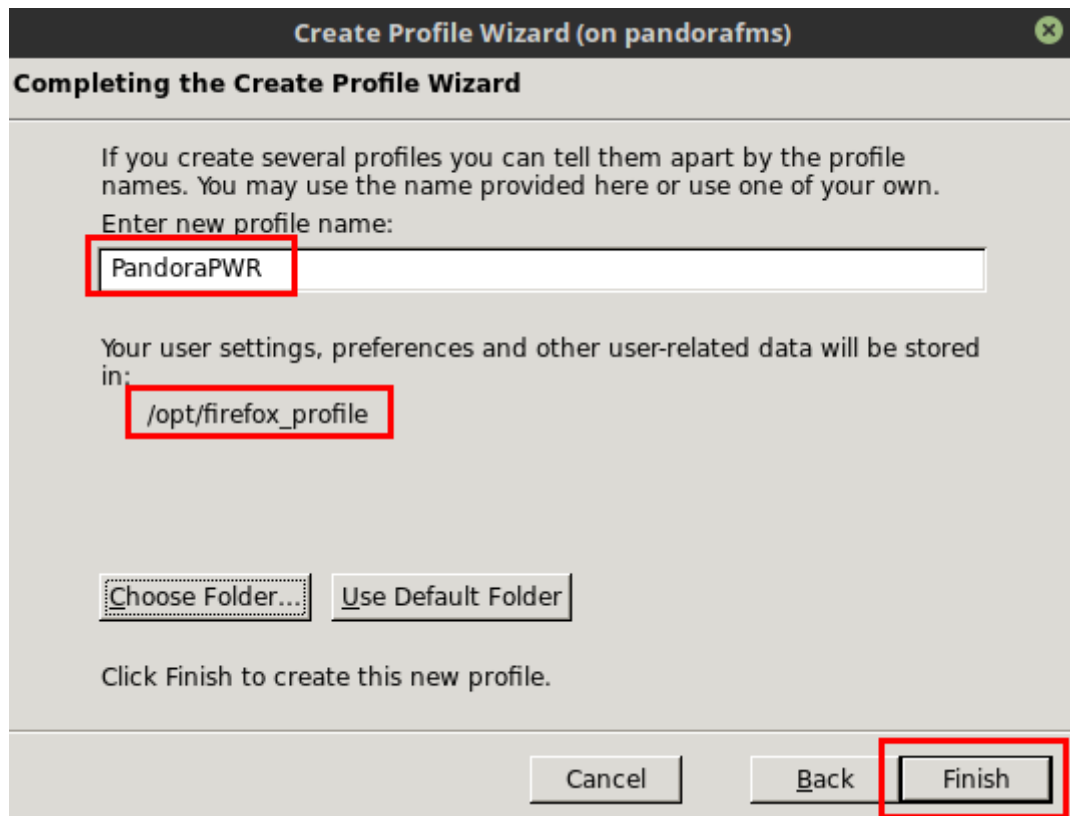 Create Profile Wizard (on pandorafms)
Completing the Create Profile Wizard
If you create several profiles you can tell them apart by the profile
names. You may use the name provided here or use one of your own.
Enter new profile name:
PandoraPWR
Your user settings, preferences and other user-related data will be stored
in:
/opt/firefox_profile
Choose Folder... Use Default Folder
Click Finish to create this new profile.
Cancel Back Finish